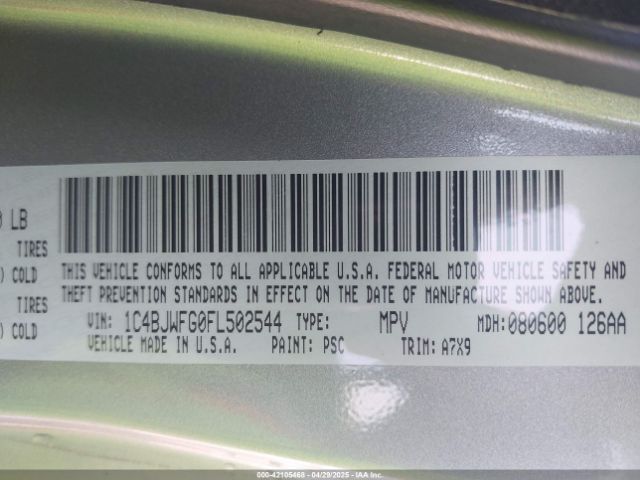 0 LB
TIRES
) COLD
TIRES
) COLD
THIS VEHICLE CONFORMS TO ALL APPLICABLE U.S.A. FEDERAL MOTOR VEHICLE SAFETY AND
THEFT PREVENTION STANDARDS IN EFFECT ON THE DATE OF MANUFACTURE SHOWN ABOVE.
VIN: 1C4BJWFG0FL502544 TYPE: MPV MDH:080600 126AA
VEHICLE MADE IN U.S.A. PAINT: PSC TRIM: A7X9
000-42105468 • 04/29/2025 • IAA Inc.